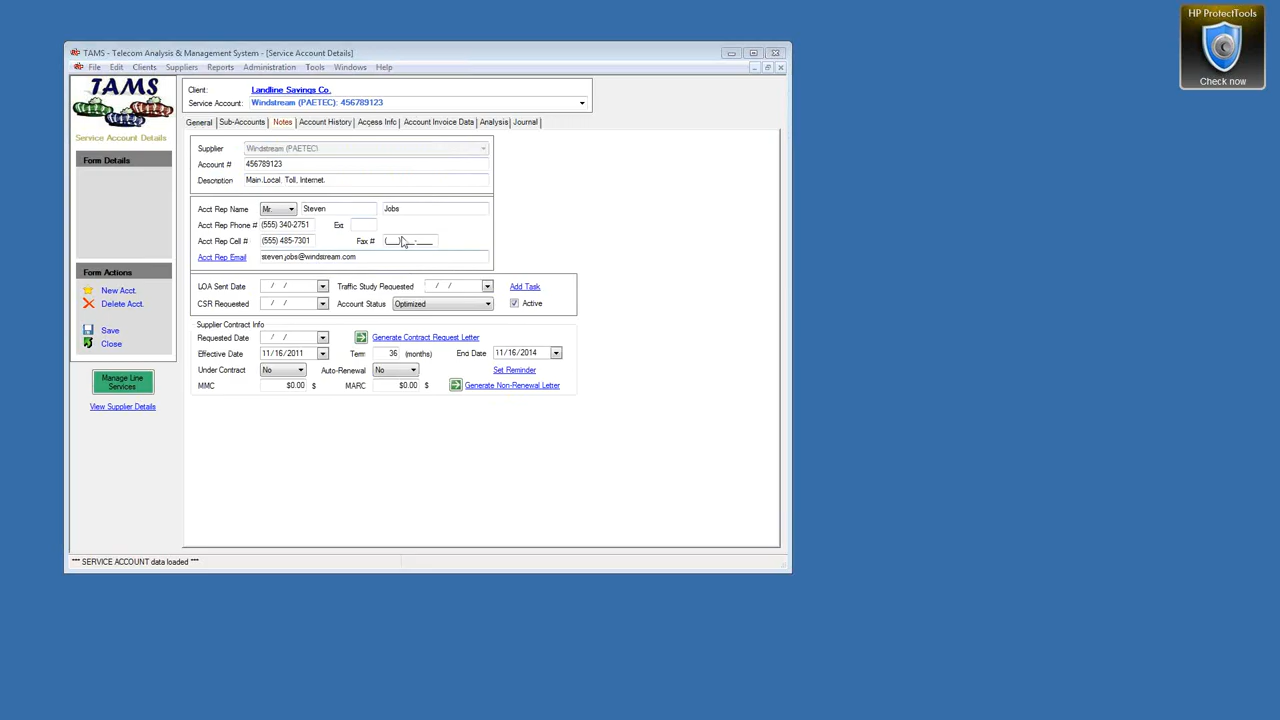 HP ProtectTools
Check now
TAMS - Telecom Analysis & Management System - [Service Account Details]
File Edit Clients Suppliers Reports Administration Tools Windows Help
TAMS
Service Account Details
Form Details
Form Actions
New Acct.
Delete Acct.
Save
Close
Manage Line
Services
View Supplier Details
Client: Landline Savings Co.
Service Account: Windstream (PAETEC): 456789123
General Sub-Accounts Notes Account History Access Info Account Invoice Data Analysis Journal
Supplier Windstream (PAETEC)
Account # 456789123
Description Main.Local, Toll, Internet.
Acct Rep Name Mr. Steven Jobs
Acct Rep Phone # (555) 340-2751 Ext
Acct Rep Cell # (555) 485-7301 Fax # (___)___-____
Acct Rep Email steven.jobs@windstream.com
LOA Sent Date / / Traffic Study Requested / / Add Task
CSR Requested / / Account Status Optimized Active
Supplier Contract Info
Requested Date / / Generate Contract Request Letter
Effective Date 11/16/2011 Term 36 (months) End Date 11/16/2014
Under Contract No Auto-Renewal No Set Reminder
MMC $0.00 $ MARC $0.00 $ Generate Non-Renewal Letter
*** SERVICE ACCOUNT data loaded ***